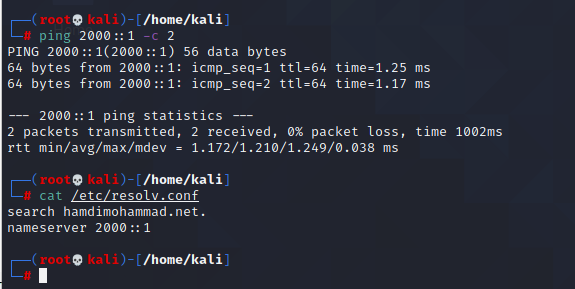 ┌──(root💀kali)-[/home/kali]
└─# ping 2000::1 -c 2
PING 2000::1(2000::1) 56 data bytes
64 bytes from 2000::1: icmp_seq=1 ttl=64 time=1.25 ms
64 bytes from 2000::1: icmp_seq=2 ttl=64 time=1.17 ms

--- 2000::1 ping statistics ---
2 packets transmitted, 2 received, 0% packet loss, time 1002ms
rtt min/avg/max/mdev = 1.172/1.210/1.249/0.038 ms

┌──(root💀kali)-[/home/kali]
└─# cat /etc/resolv.conf
search hamdimohammad.net.
nameserver 2000::1

┌──(root💀kali)-[/home/kali]
└─#